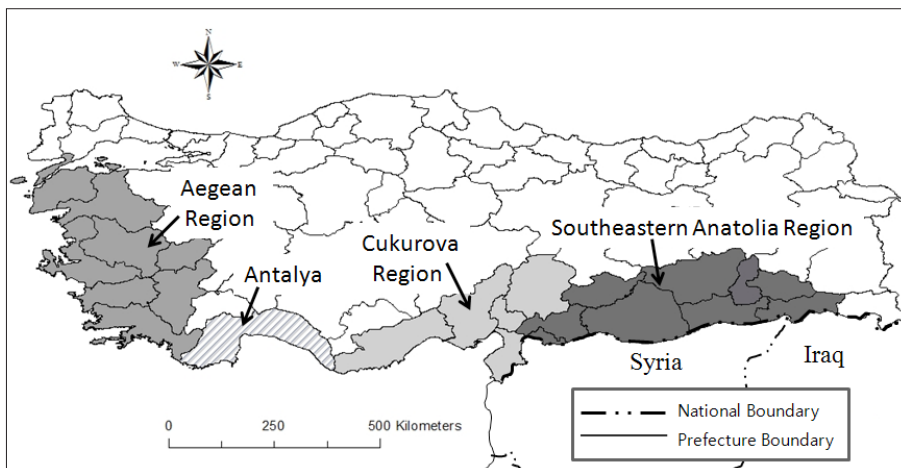 N
W E
S
Aegean
Region
Antalya
Cukurova
Region
Southeastern Anatolia Region
Syria
Iraq
0 250 500 Kilometers
National Boundary
Prefecture Boundary